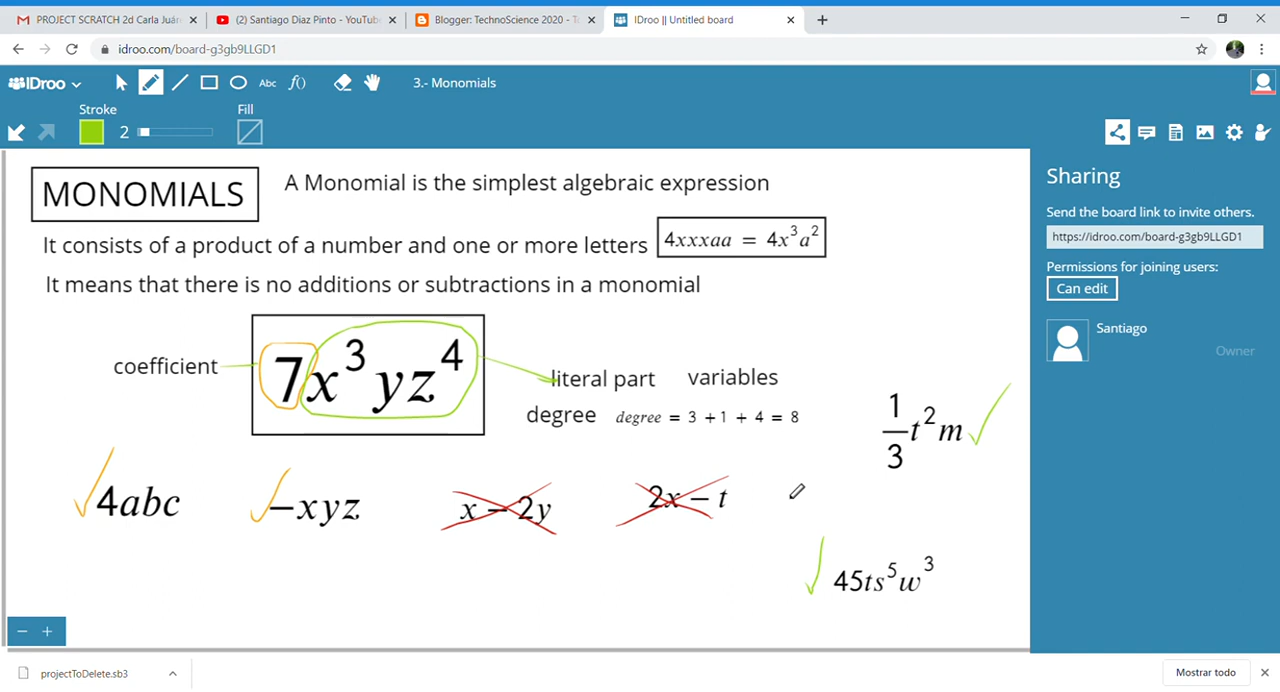 PROJECT SCRATCH 2d Carla Juár
(2) Santiago Diaz Pinto - YouTub
Blogger: TechnoScience 2020 - To
IDroo || Untitled board
idroo.com/board-g3gb9LLGD1
IDroo
Abc
f()
3.- Monomials
Stroke
2
Fill
MONOMIALS
A Monomial is the simplest algebraic expression
It consists of a product of a number and one or more letters
4xxxaa = 4x³a²
It means that there is no additions or subtractions in a monomial
coefficient
7x³yz⁴
literal part
variables
degree
degree = 3 + 1 + 4 = 8
1/3 t²m
4abc
−xyz
x − 2y
2x − t
45ts⁵w³
Sharing
Send the board link to invite others.
https://idroo.com/board-g3gb9LLGD1
Permissions for joining users:
Can edit
Santiago
Owner
projectToDelete.sb3
Mostrar todo